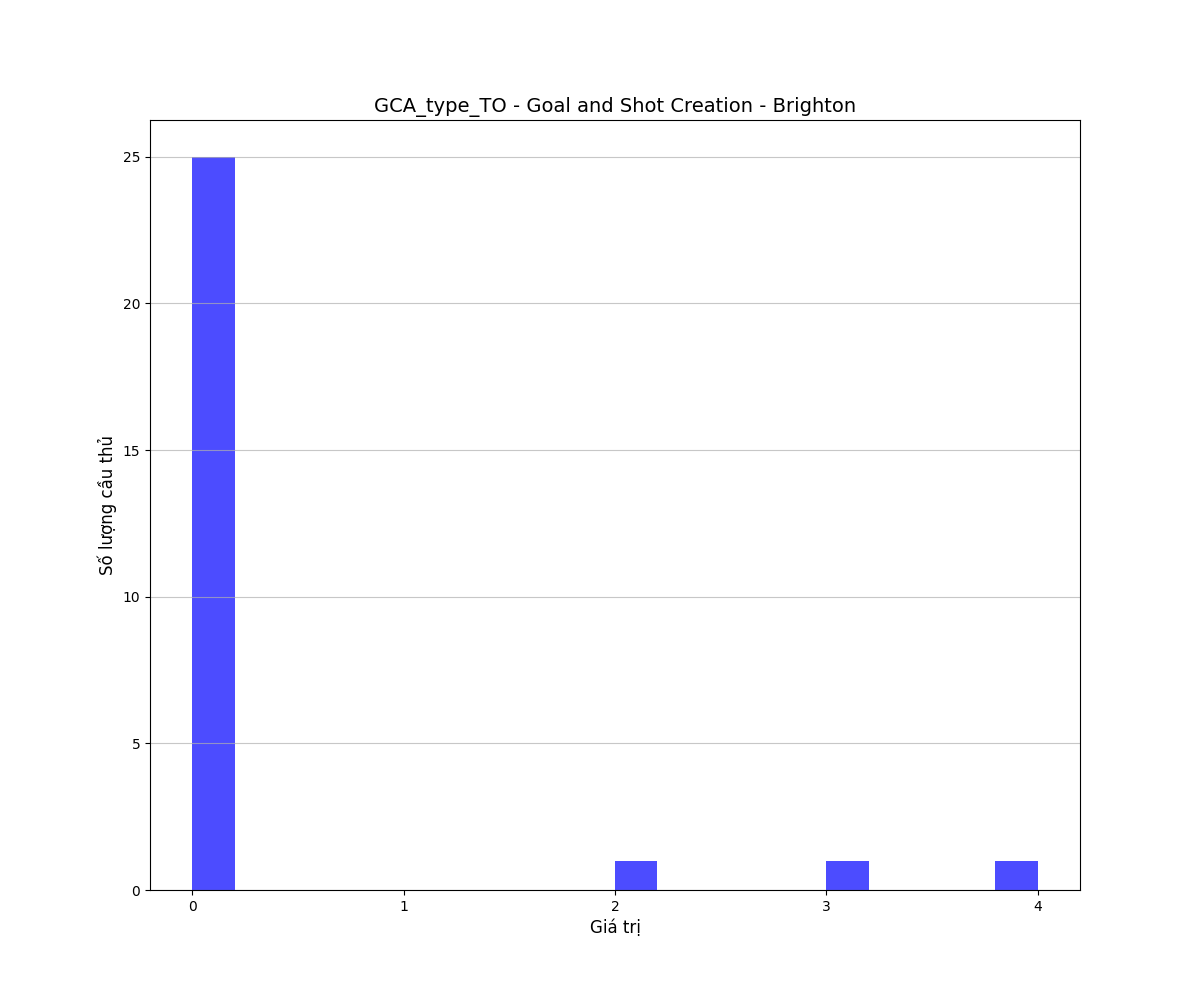 GCA_type_TO - Goal and Shot Creation - Brighton
25
20
15
10
5
0
Số lượng cầu thủ
0 1 2 3 4
Giá trị